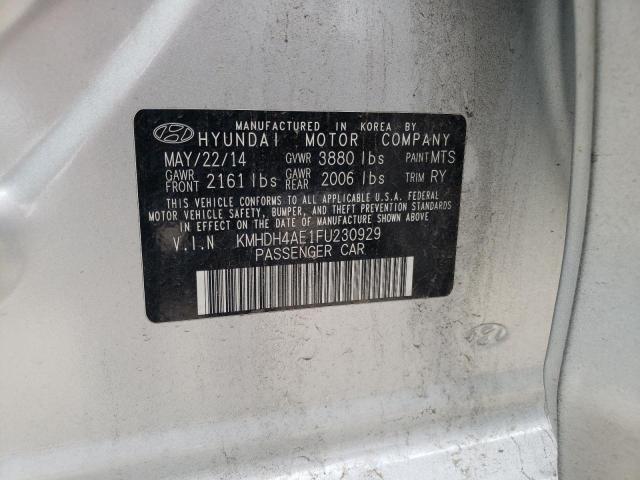 MANUFACTURED IN KOREA BY
HYUNDAI MOTOR COMPANY
MAY/22/14 GVWR 3880 lbs PAINT MTS
GAWR FRONT 2161 lbs GAWR REAR 2006 lbs TRIM RY
THIS VEHICLE CONFORMS TO ALL APPLICABLE U.S.A. FEDERAL
MOTOR VEHICLE SAFETY, BUMPER, AND THEFT PREVENTION STANDARDS
IN EFFECT ON THE DATE OF MANUFACTURE SHOWN ABOVE.
V.I.N KMHDH4AE1FU230929
PASSENGER CAR